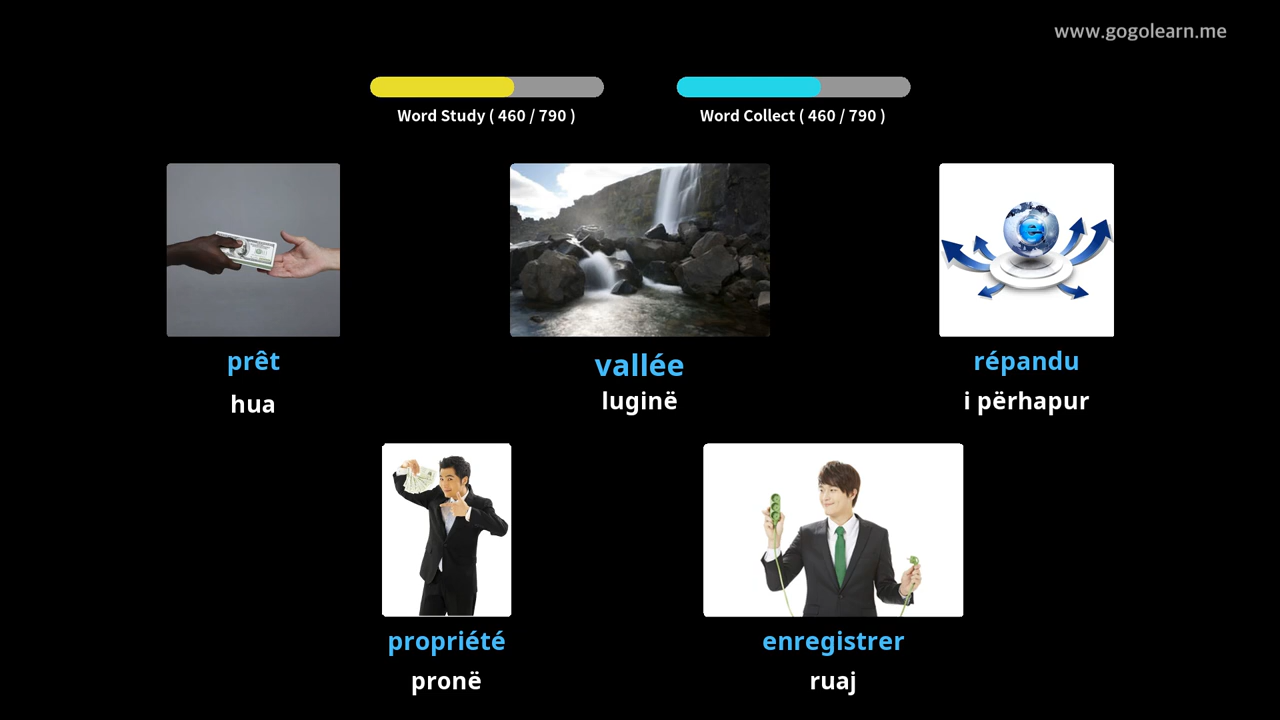 www.gogolearn.me
Word Study ( 460 / 790 )
Word Collect ( 460 / 790 )
prêt
hua
vallée
luginë
répandu
i përhapur
propriété
pronë
enregistrer
ruaj